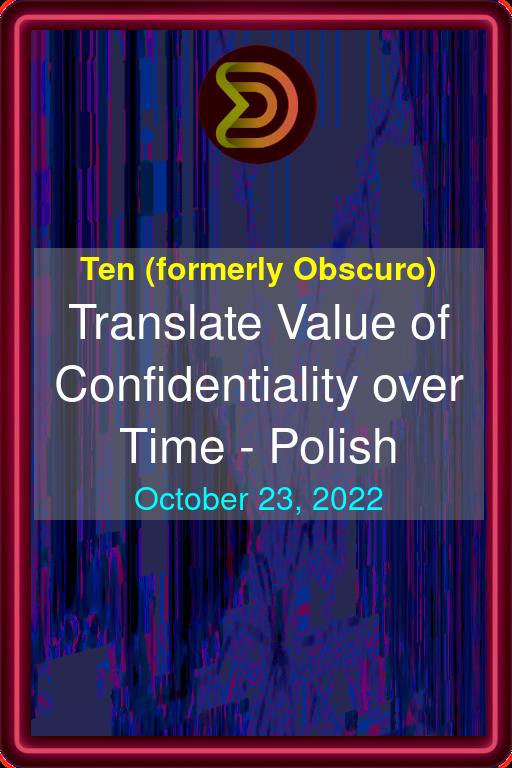 Ten (formerly Obscuro)
Translate Value of
Confidentiality over
Time - Polish
October 23, 2022